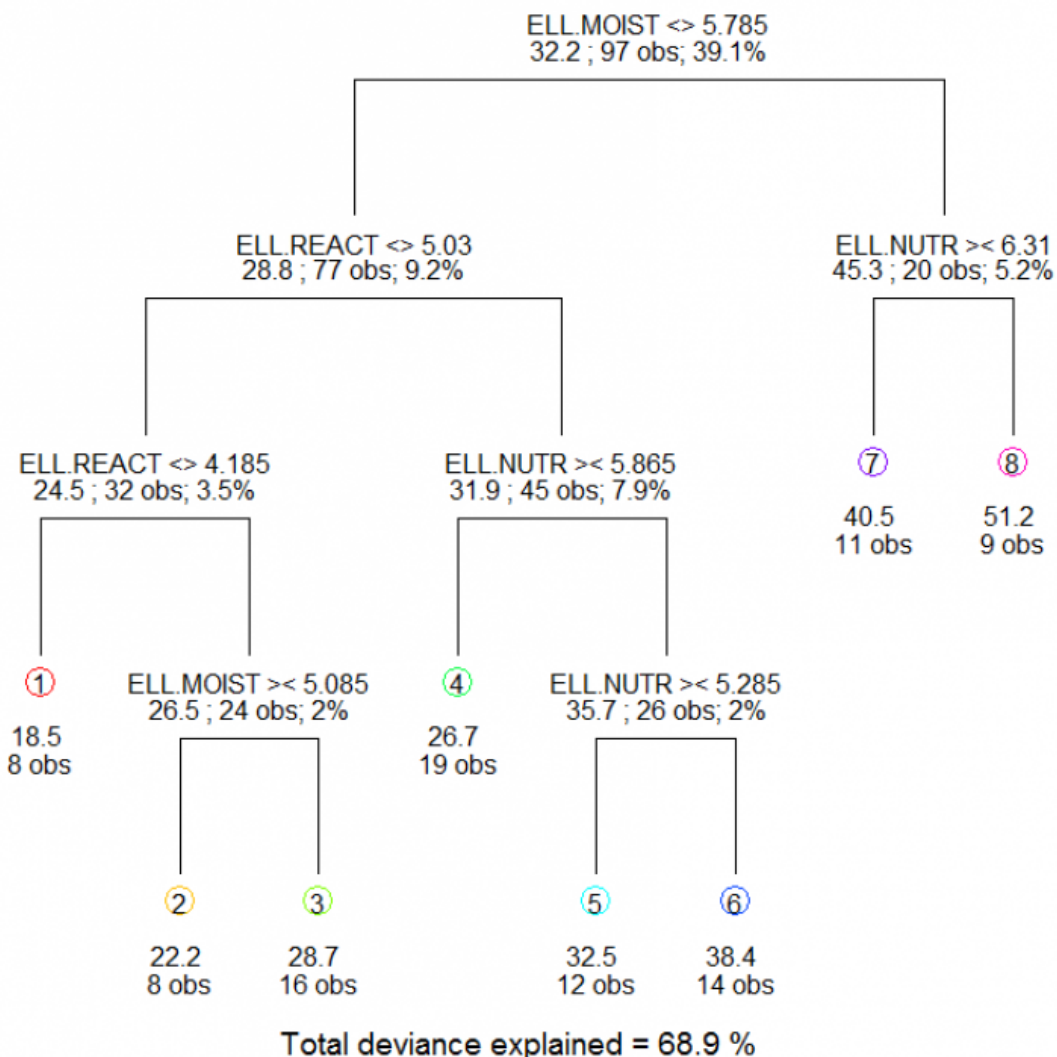 ELL.MOIST <> 5.785
32.2 ; 97 obs; 39.1%
ELL.REACT <> 5.03
28.8 ; 77 obs; 9.2%
ELL.NUTR >< 6.31
45.3 ; 20 obs; 5.2%
ELL.REACT <> 4.185
24.5 ; 32 obs; 3.5%
ELL.NUTR >< 5.865
31.9 ; 45 obs; 7.9%
7
40.5
11 obs
8
51.2
9 obs
1
18.5
8 obs
ELL.MOIST >< 5.085
26.5 ; 24 obs; 2%
4
26.7
19 obs
ELL.NUTR >< 5.285
35.7 ; 26 obs; 2%
2
22.2
8 obs
3
28.7
16 obs
5
32.5
12 obs
6
38.4
14 obs
Total deviance explained = 68.9 %